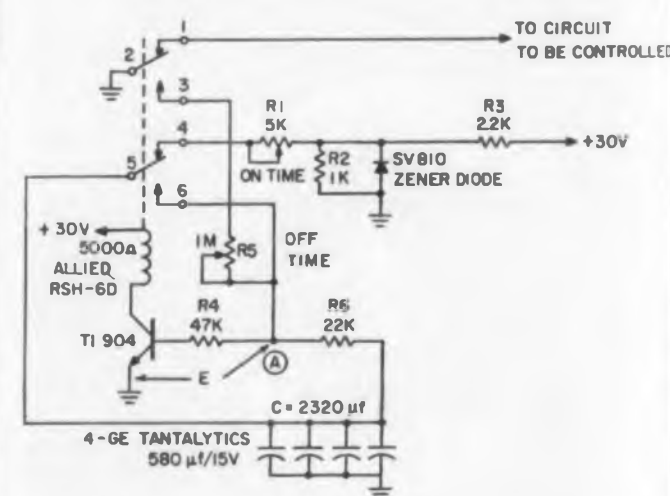 1
TO CIRCUIT
TO BE CONTROLLED
2
3
4
R1
5K
R3
2.2K
+30V
5
R2
1K
SV810
ZENER DIODE
ON TIME
6
+30V
5000Ω
ALLIED
RSH-6D
1M
R5
OFF
TIME
R4
47K
R6
22K
TI 904
A
E
C = 2320 μf
4-GE TANTALYTICS
580 μf/15V